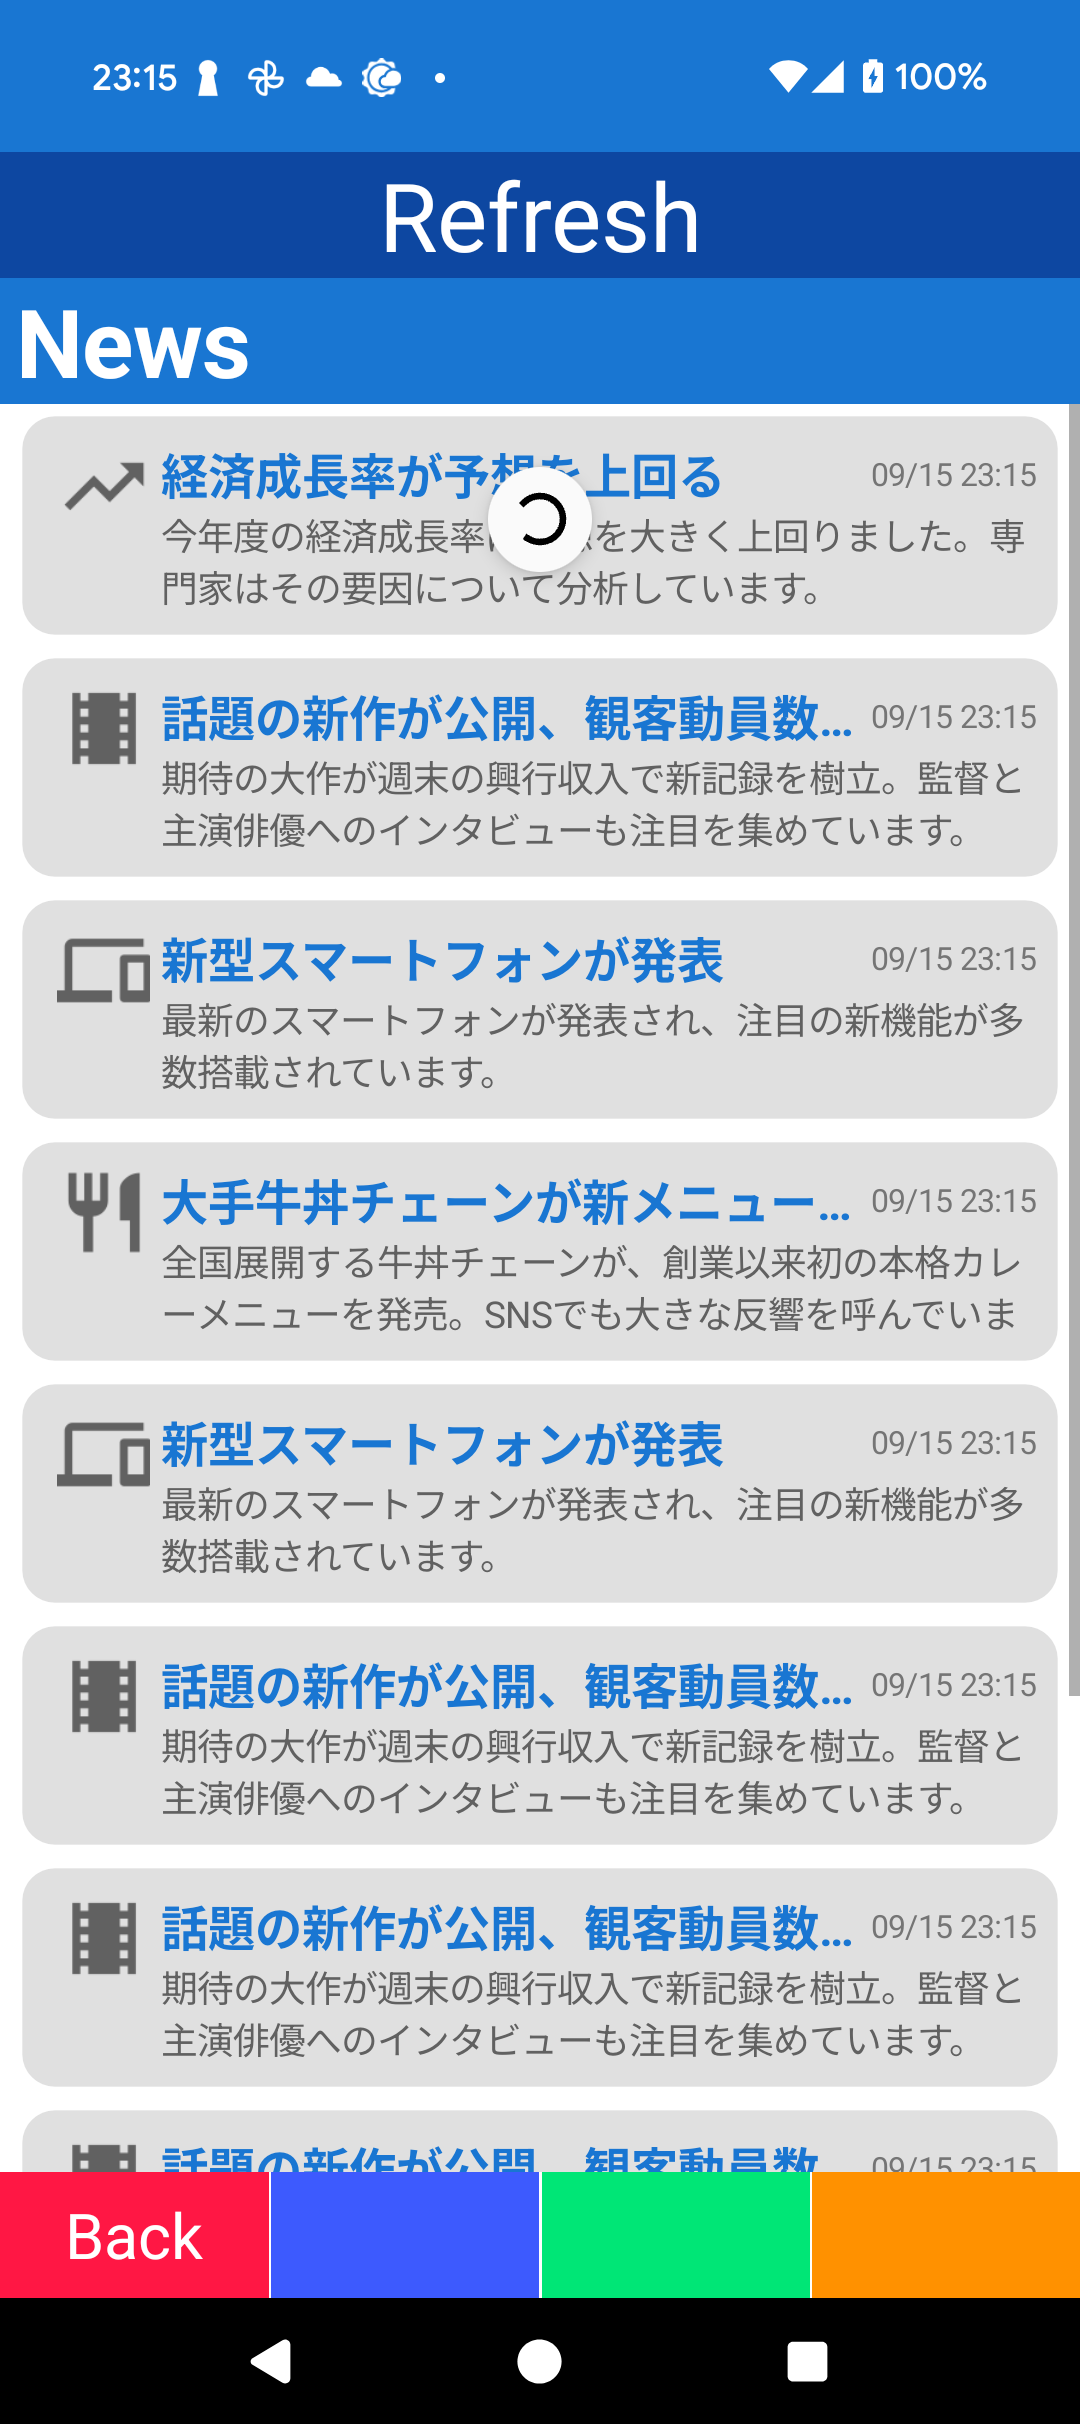 23:15 100%
Refresh
News
経済成長率が予想を上回る 09/15 23:15
今年度の経済成長率 を大きく上回りました。専
門家はその要因について分析しています。
話題の新作が公開、観客動員数... 09/15 23:15
期待の大作が週末の興行収入で新記録を樹立。監督と
主演俳優へのインタビューも注目を集めています。
新型スマートフォンが発表 09/15 23:15
最新のスマートフォンが発表され、注目の新機能が多
数搭載されています。
大手牛丼チェーンが新メニュー... 09/15 23:15
全国展開する牛丼チェーンが、創業以来初の本格カレ
ーメニューを発売。SNSでも大きな反響を呼んでいま
新型スマートフォンが発表 09/15 23:15
最新のスマートフォンが発表され、注目の新機能が多
数搭載されています。
話題の新作が公開、観客動員数... 09/15 23:15
期待の大作が週末の興行収入で新記録を樹立。監督と
主演俳優へのインタビューも注目を集めています。
話題の新作が公開、観客動員数... 09/15 23:15
期待の大作が週末の興行収入で新記録を樹立。監督と
主演俳優へのインタビューも注目を集めています。
話題の新作が公開、観客動員数 09/15 23:15
Back